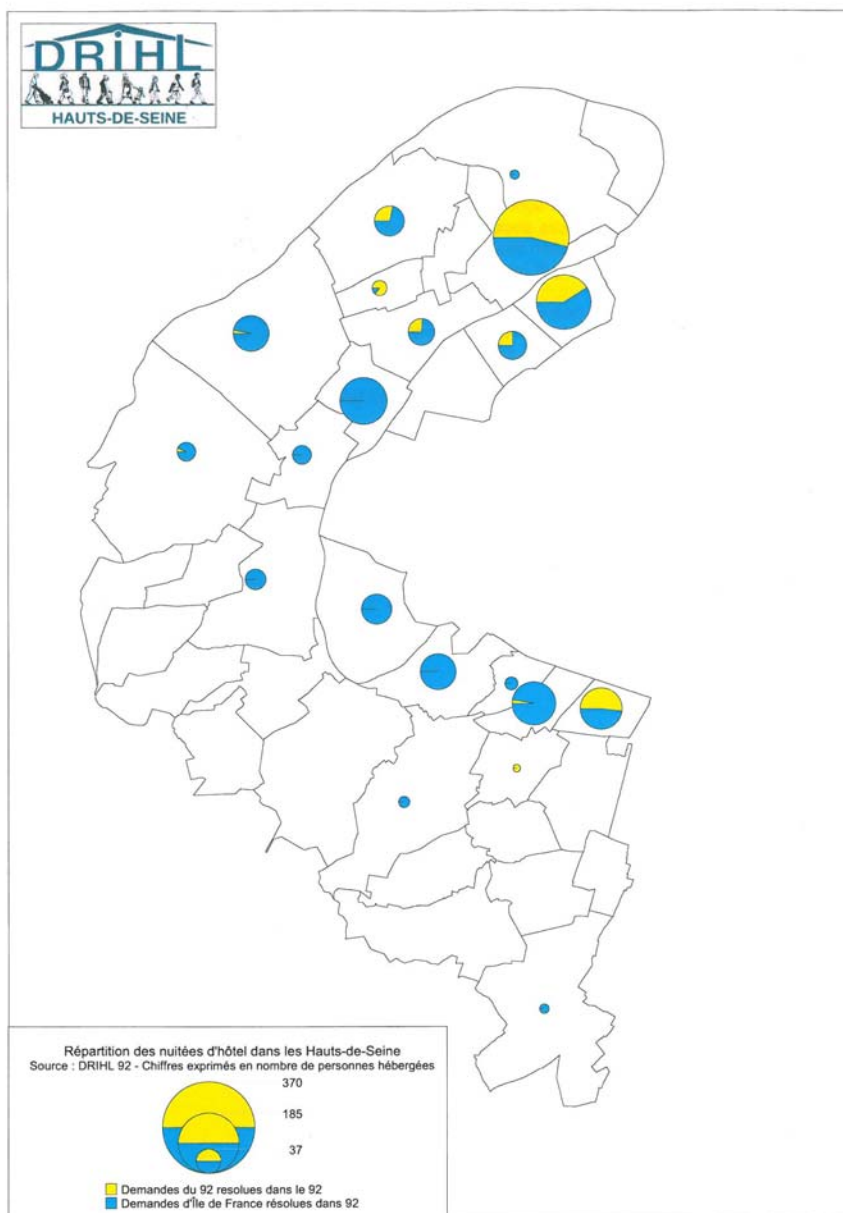 DRiHL
HAUTS-DE-SEINE
Répartition des nuitées d'hôtel dans les Hauts-de-Seine
Source : DRIHL 92 - Chiffres exprimés en nombre de personnes hébergées
370
185
37
Demandes du 92 resolues dans le 92
Demandes d'Île de France résolues dans 92